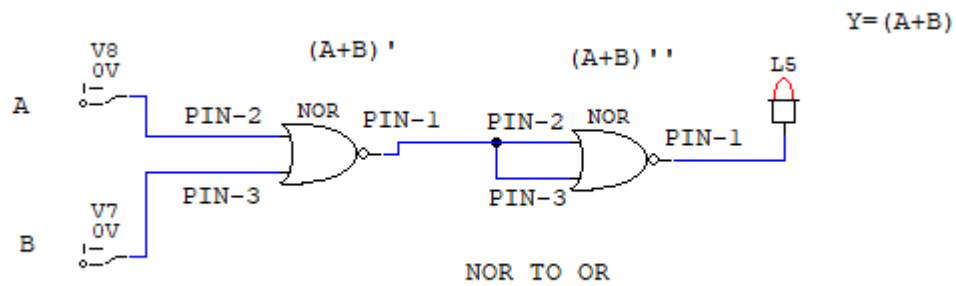 Y=(A+B)
(A+B)'
(A+B)''
V8
0V
L5
A
PIN-2
NOR
PIN-1
PIN-2
NOR
PIN-1
PIN-3
PIN-3
V7
0V
B
NOR TO OR